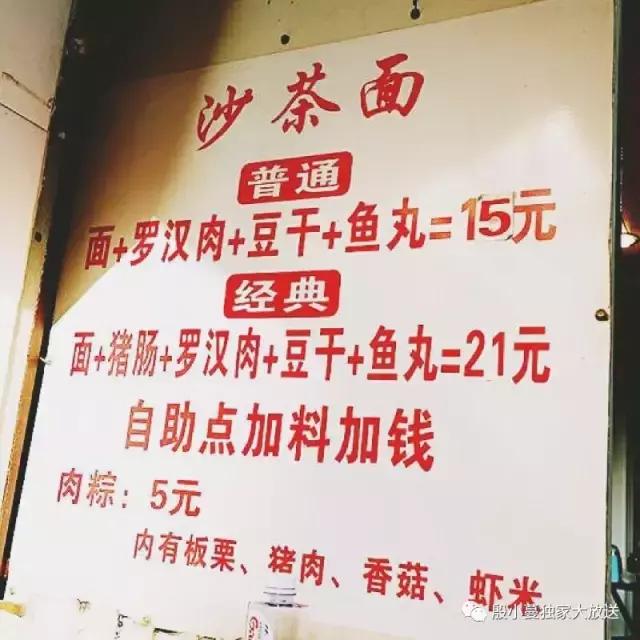 沙茶面
普通
面+罗汉肉+豆干+鱼丸=15元
经典
面+猪肠+罗汉肉+豆干+鱼丸=21元
自助点加料加钱
肉粽：5元
内有板栗、猪肉、香菇、虾米
殷小曼独家大放送